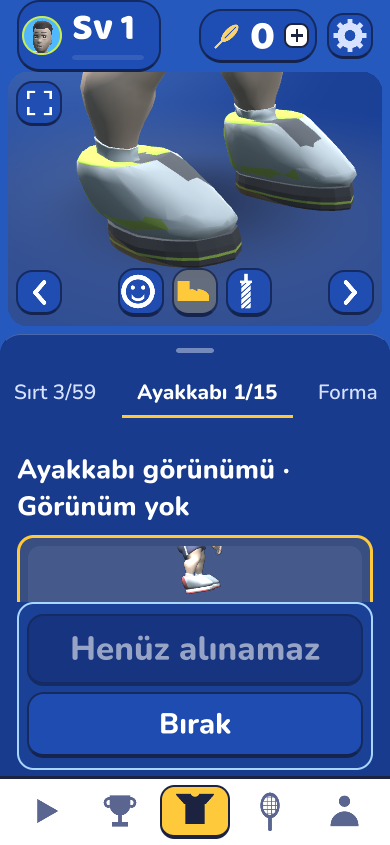 Sv 1
0
Sırt 3/59
Ayakkabı 1/15
Forma
Ayakkabı görünümü ·
Görünüm yok
Henüz alınamaz
Bırak